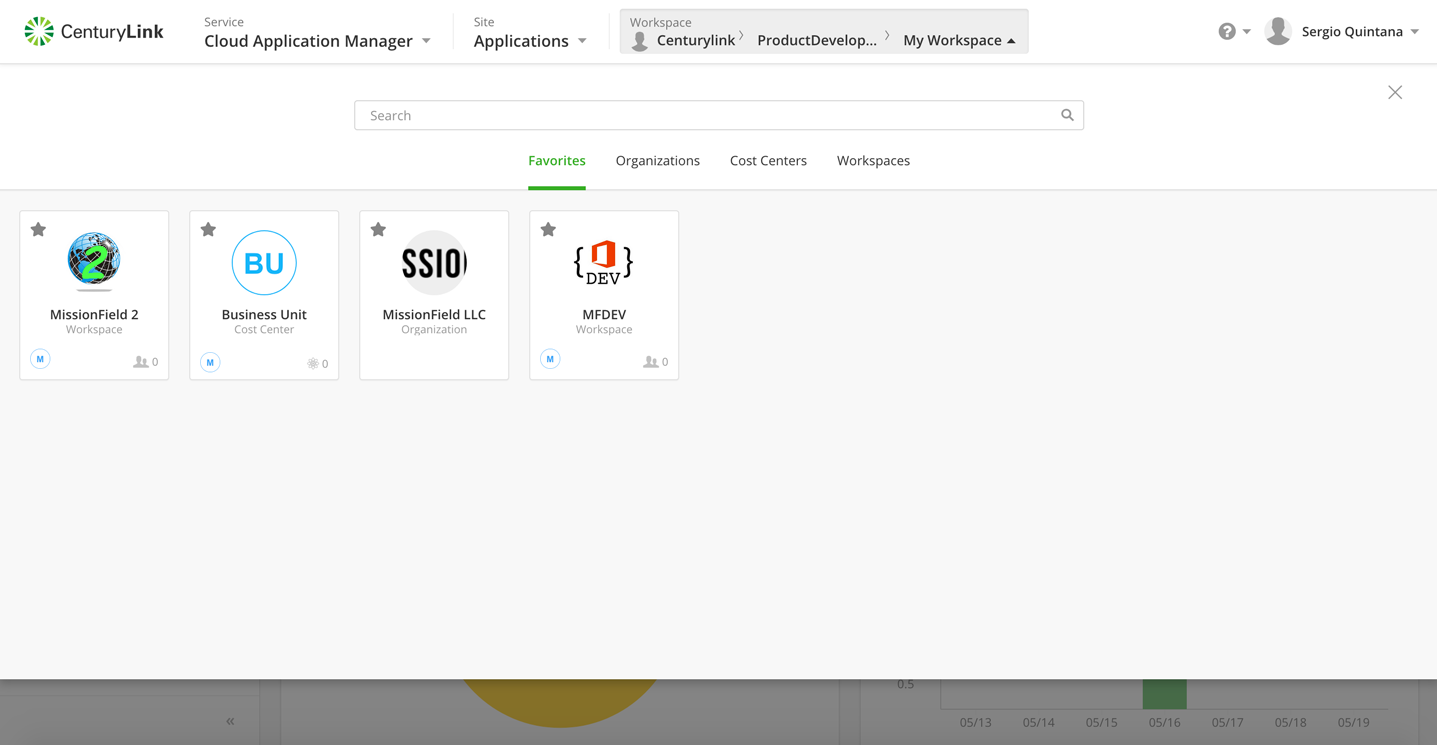 CenturyLink
Service
Cloud Application Manager
Site
Applications
Workspace
Centurylink
ProductDevelop...
My Workspace
?
Sergio Quintana
Search
Favorites
Organizations
Cost Centers
Workspaces
2
MissionField 2
Workspace
M
0
BU
Business Unit
Cost Center
M
0
SSIO
MissionField LLC
Organization
{DEV}
MFDEV
Workspace
M
0
«
0.5
05/13
05/14
05/15
05/16
05/17
05/18
05/19